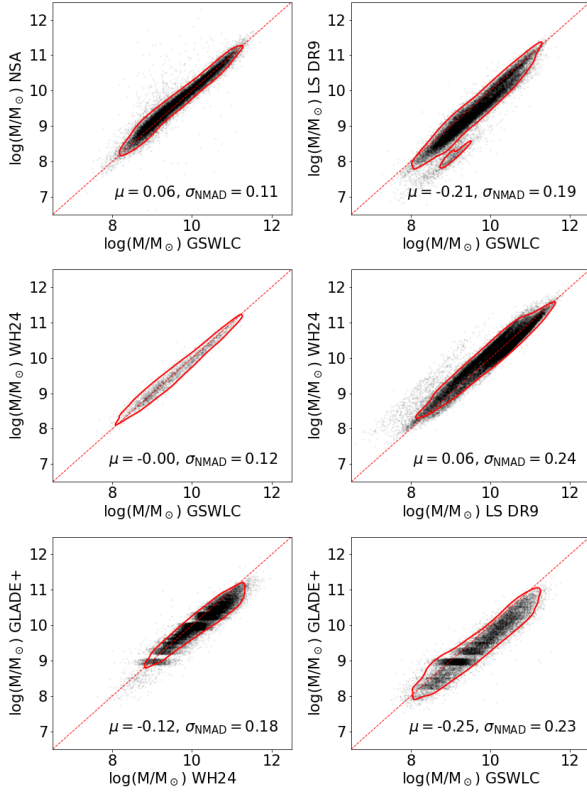 12
11
10
9
8
7
log(M/M⊙) NSA
μ = 0.06, σNMAD = 0.11
8 10 12
log(M/M⊙) GSWLC
12
11
10
9
8
7
log(M/M⊙) LS DR9
μ = -0.21, σNMAD = 0.19
8 10 12
log(M/M⊙) GSWLC
12
11
10
9
8
7
log(M/M⊙) WH24
μ = -0.00, σNMAD = 0.12
8 10 12
log(M/M⊙) GSWLC
12
11
10
9
8
7
log(M/M⊙) WH24
μ = 0.06, σNMAD = 0.24
8 10 12
log(M/M⊙) LS DR9
12
11
10
9
8
7
log(M/M⊙) GLADE+
μ = -0.12, σNMAD = 0.18
8 10 12
log(M/M⊙) WH24
12
11
10
9
8
7
log(M/M⊙) GLADE+
μ = -0.25, σNMAD = 0.23
8 10 12
log(M/M⊙) GSWLC